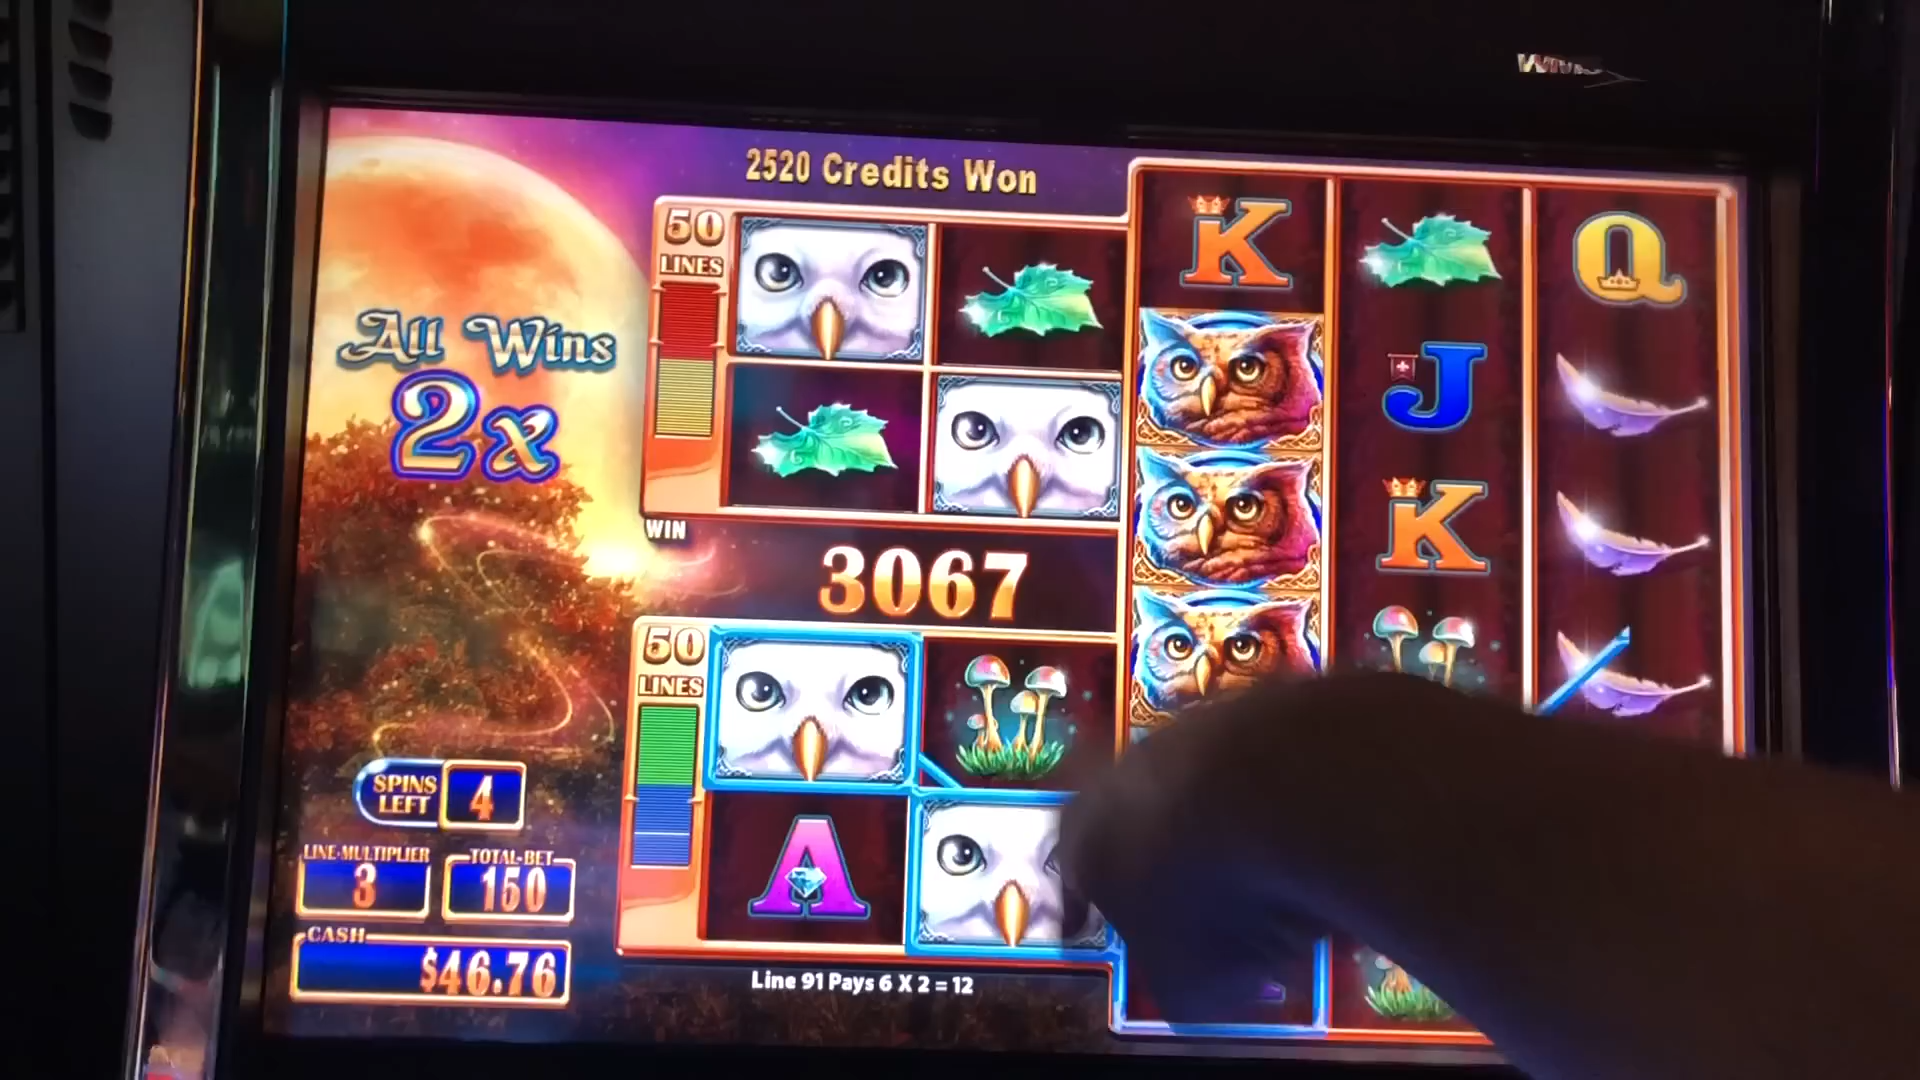 WMS
2520 Credits Won
50
LINES
All Wins
2x
K
Q
J
K
WIN
3067
50
LINES
A
SPINS
LEFT
4
LINE-MULTIPLIER
3
TOTAL-BET
150
CASH
$46.76
Line 91 Pays 6 X 2 = 12